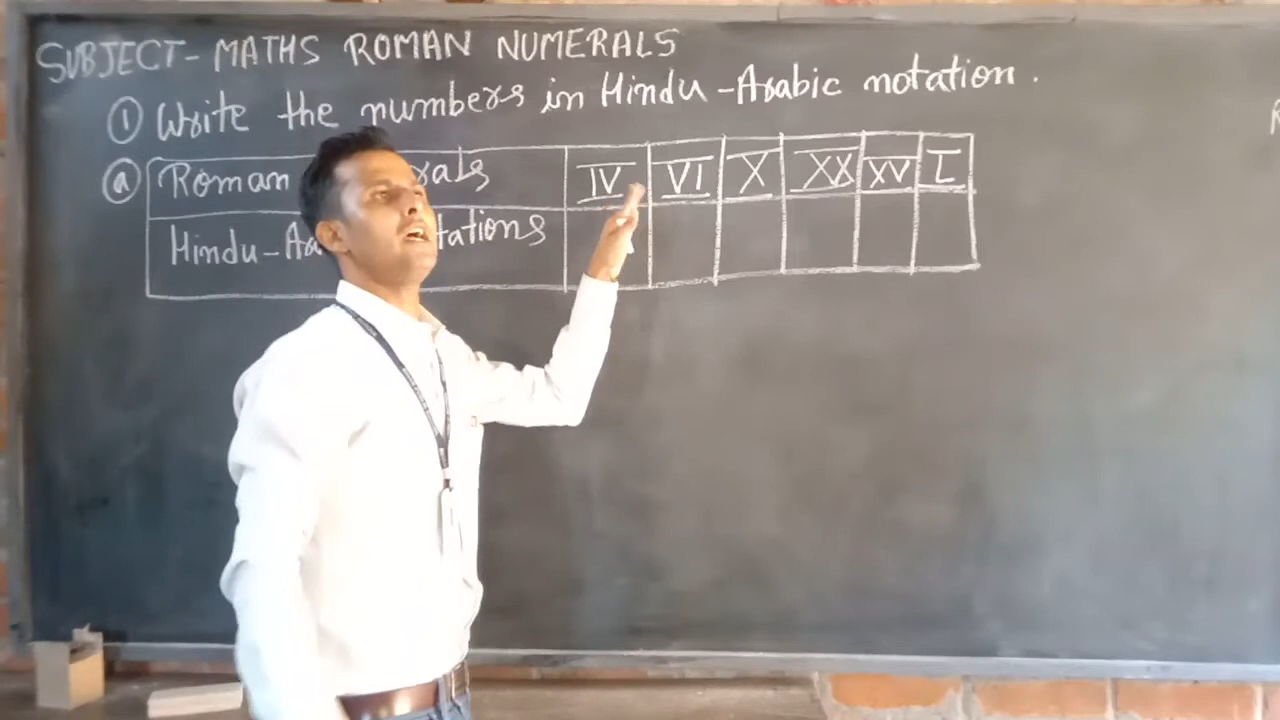 SUBJECT - MATHS ROMAN NUMERALS
① Write the numbers in Hindu-Arabic notation.
ⓐ Roman IV VI X XX XV L
Hindu-